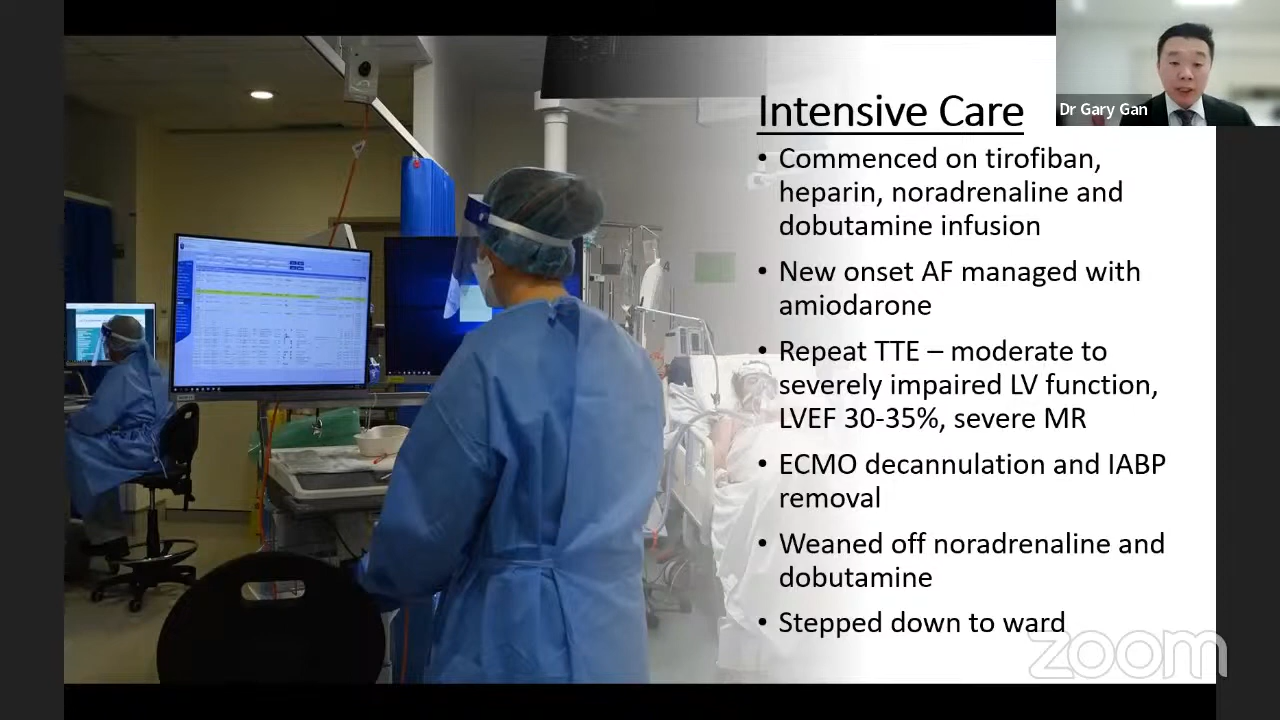 Intensive Care
Dr Gary Gan
• Commenced on tirofiban,
heparin, noradrenaline and
dobutamine infusion
• New onset AF managed with
amiodarone
• Repeat TTE – moderate to
severely impaired LV function,
LVEF 30-35%, severe MR
• ECMO decannulation and IABP
removal
• Weaned off noradrenaline and
dobutamine
• Stepped down to ward
zoom